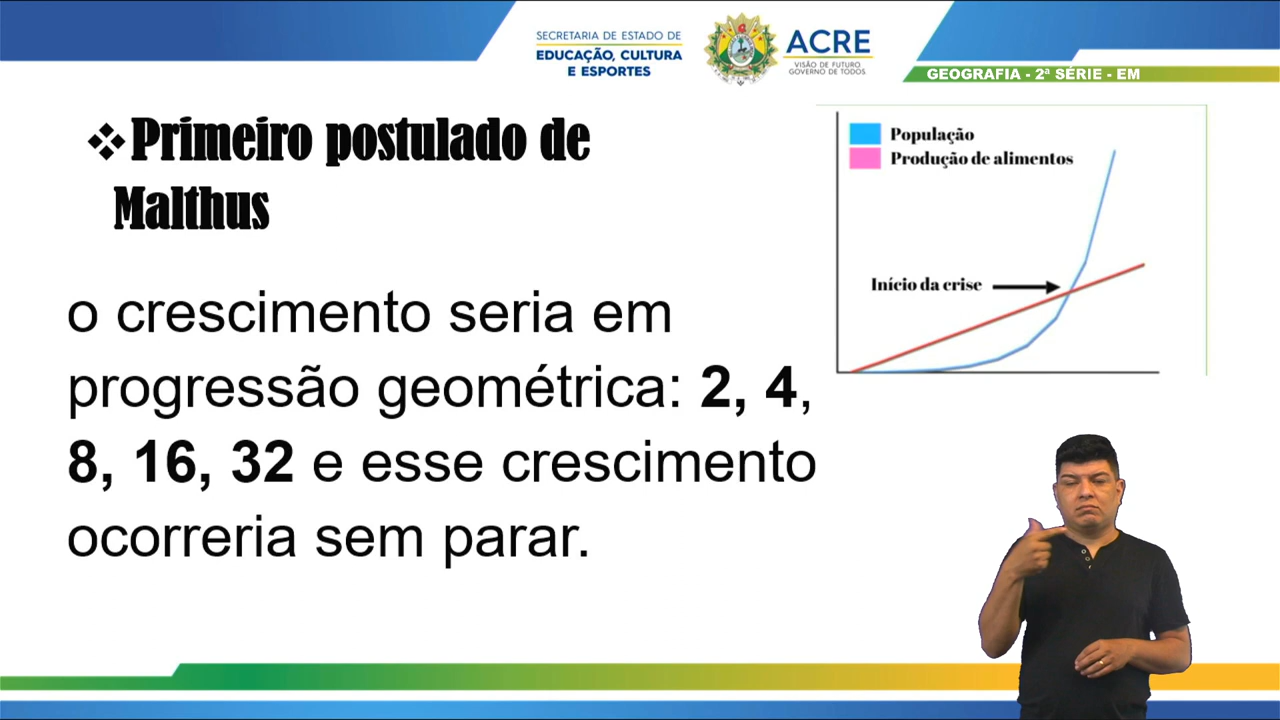 SECRETARIA DE ESTADO DE
EDUCAÇÃO, CULTURA
E ESPORTES
ACRE
VISÃO DE FUTURO
GOVERNO DE TODOS
GEOGRAFIA - 2ª SÉRIE - EM
❖Primeiro postulado de
Malthus
População
Produção de alimentos
Início da crise
o crescimento seria em
progressão geométrica: 2, 4,
8, 16, 32 e esse crescimento
ocorreria sem parar.